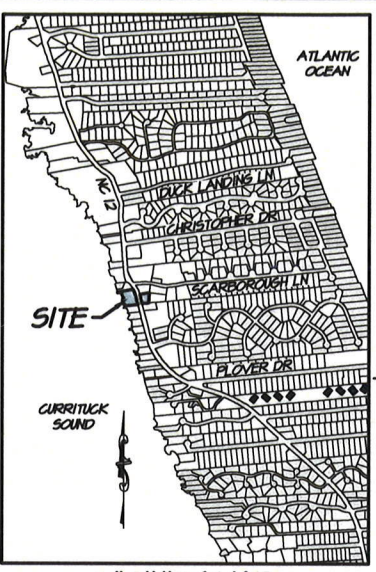 ATLANTIC
OCEAN
NC 12
DUCK LANDING LN
CHRISTOPHER DR
SCARBOROUGH LN
SITE
PLOVER DR
CURRITUCK
SOUND